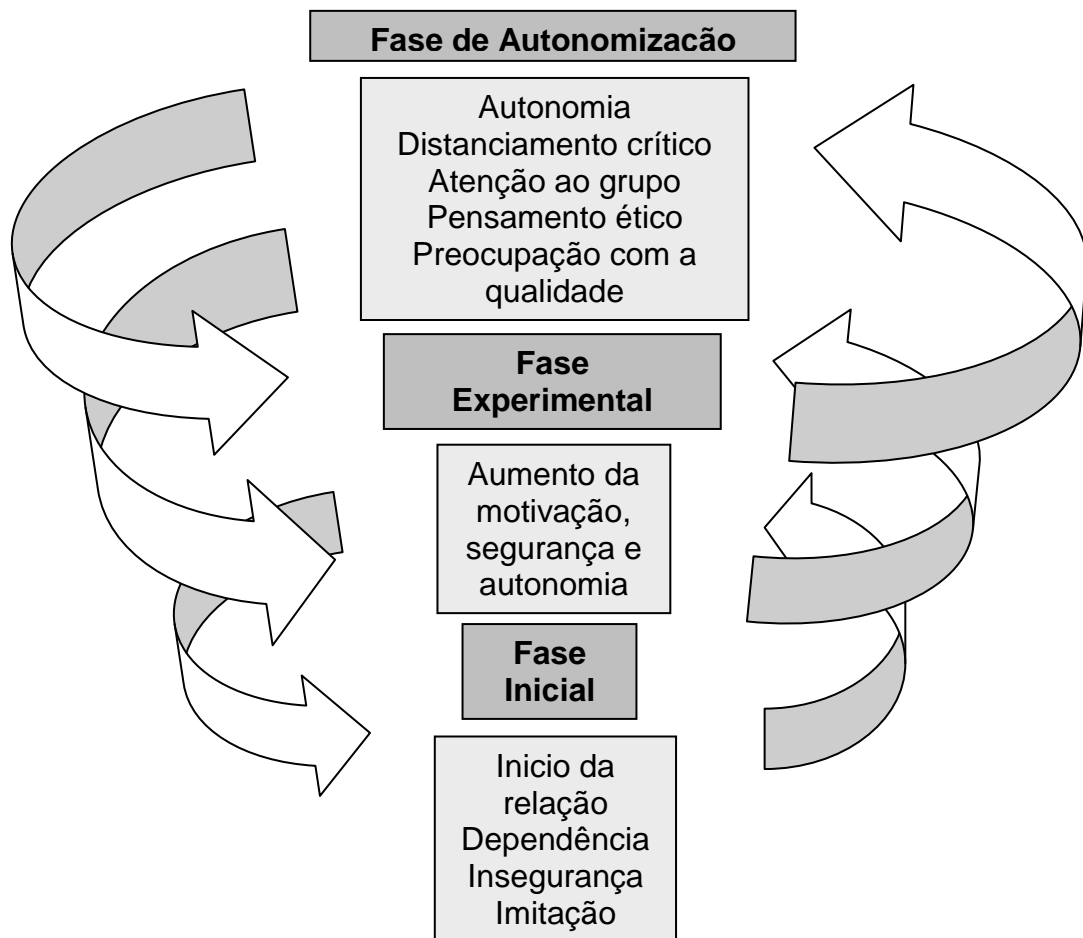 Fase de Autonomizacão
Autonomia
Distanciamento crítico
Atenção ao grupo
Pensamento ético
Preocupação com a
qualidade
Fase
Experimental
Aumento da
motivação,
segurança e
autonomia
Fase
Inicial
Inicio da
relação
Dependência
Insegurança
Imitação